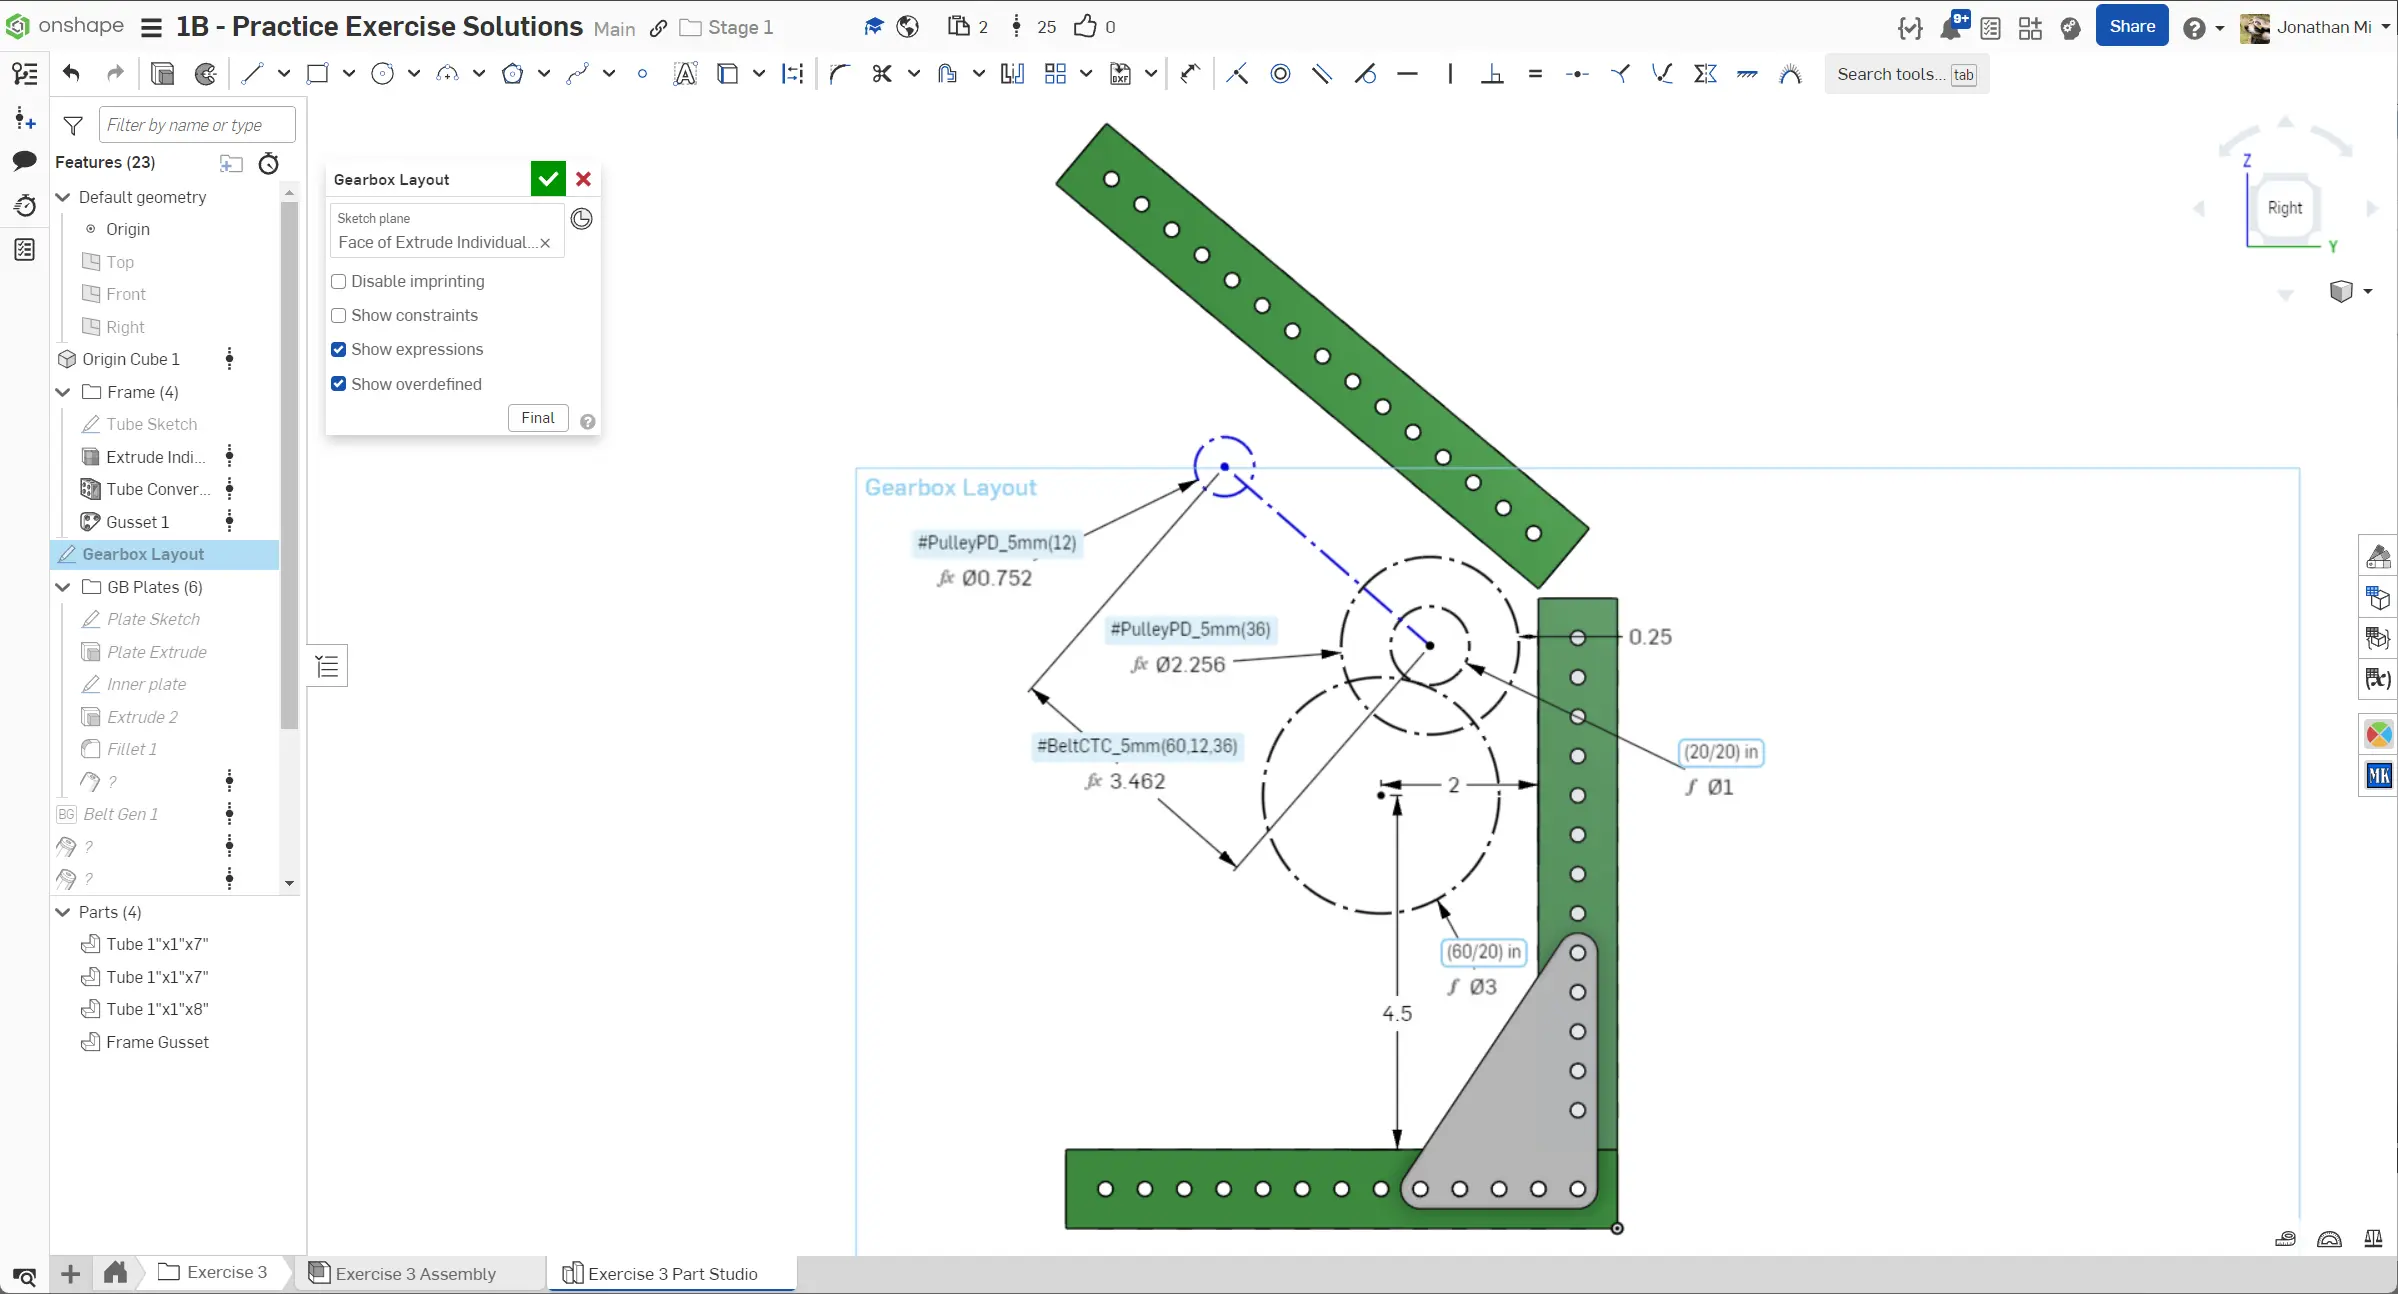 onshape
1B - Practice Exercise Solutions
Main
Stage 1
2
25
0
9+
Share
Jonathan Mi
Search tools...
tab
Filter by name or type
Features (23)
Default geometry
Origin
Top
Front
Right
Origin Cube 1
Frame (4)
Tube Sketch
Extrude Indi...
Tube Conver...
Gusset 1
Gearbox Layout
GB Plates (6)
Plate Sketch
Plate Extrude
Inner plate
Extrude 2
Fillet 1
?
BG Belt Gen 1
?
?
Parts (4)
Tube 1"x1"x7"
Tube 1"x1"x7"
Tube 1"x1"x8"
Frame Gusset
Gearbox Layout
Sketch plane
Face of Extrude Individual...
Disable imprinting
Show constraints
Show expressions
Show overdefined
Final
?
Gearbox Layout
#PulleyPD_5mm(12)
fx Ø0.752
#PulleyPD_5mm(36)
fx Ø2.256
#BeltCTC_5mm(60,12,36)
fx 3.462
0.25
(20/20) in
f Ø1
2
(60/20) in
f Ø3
4.5
Z
Right
Y
(x)
MK
Exercise 3
Exercise 3 Assembly
Exercise 3 Part Studio